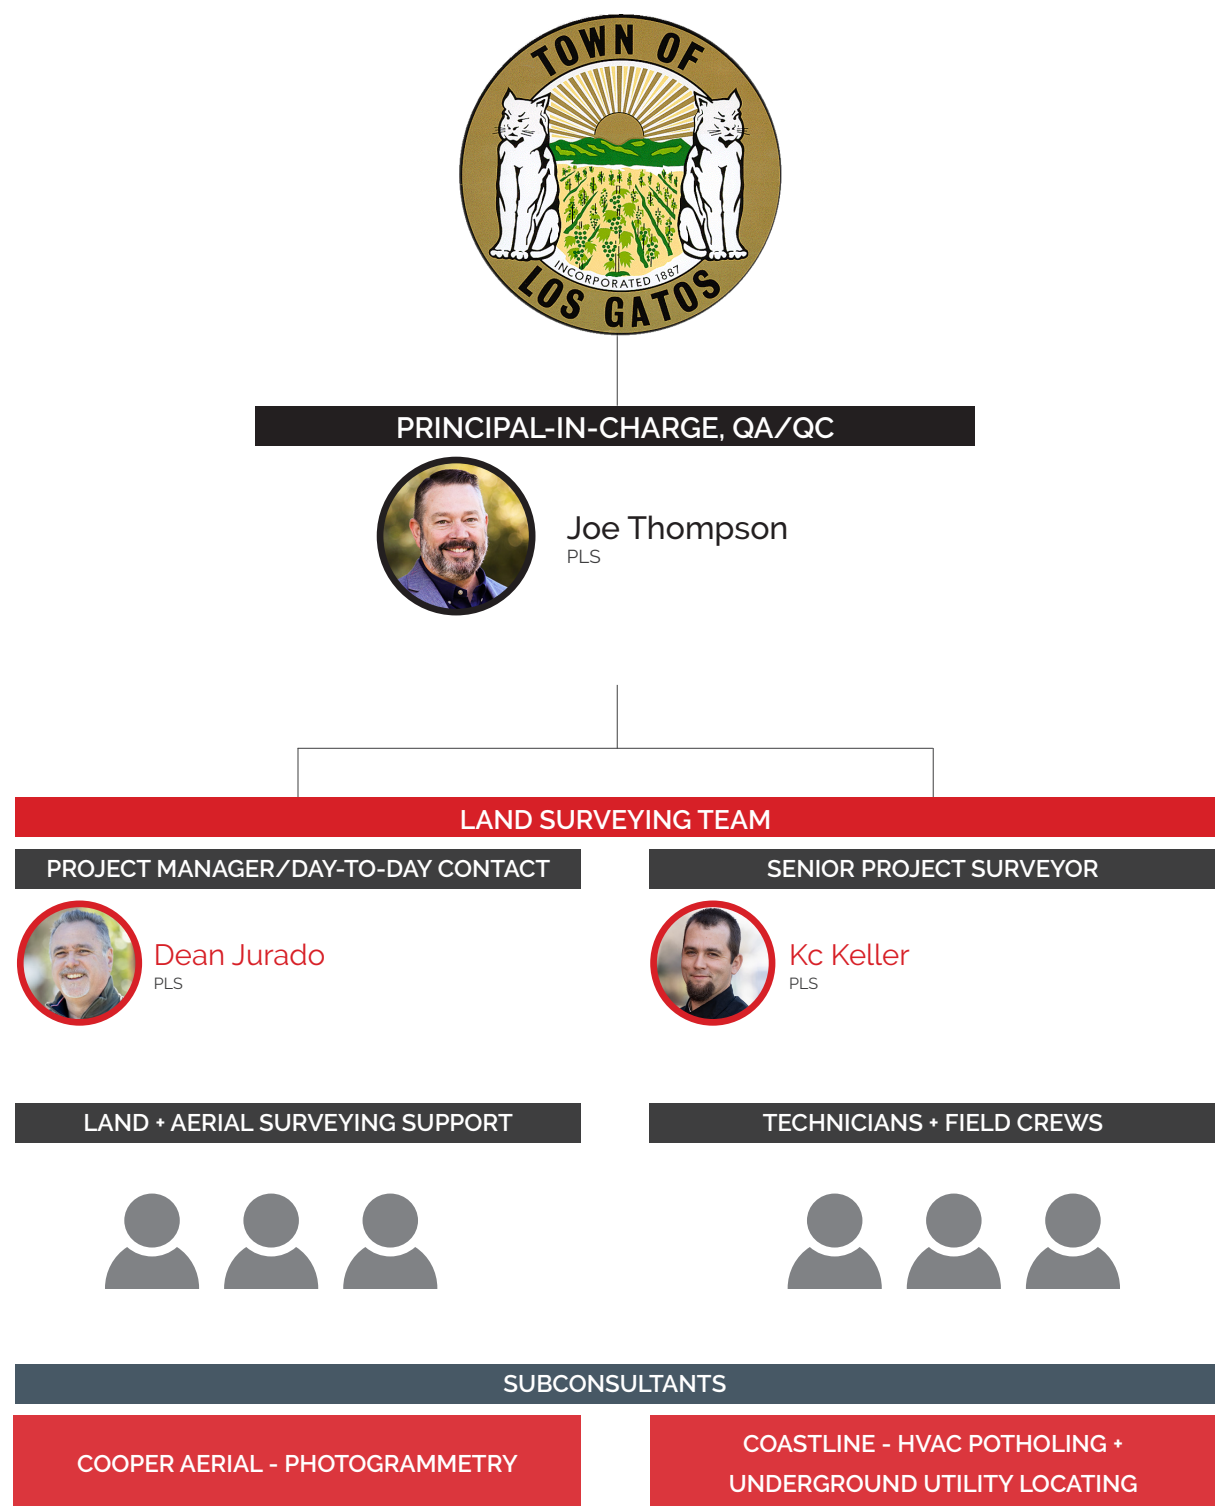 TOWN OF
INCORPORATED 1887
LOS GATOS
PRINCIPAL-IN-CHARGE, QA/QC
Joe Thompson
PLS
LAND SURVEYING TEAM
PROJECT MANAGER/DAY-TO-DAY CONTACT
SENIOR PROJECT SURVEYOR
Dean Jurado
PLS
Kc Keller
PLS
LAND + AERIAL SURVEYING SUPPORT
TECHNICIANS + FIELD CREWS
SUBCONSULTANTS
COOPER AERIAL - PHOTOGRAMMETRY
COASTLINE - HVAC POTHOLING +
UNDERGROUND UTILITY LOCATING